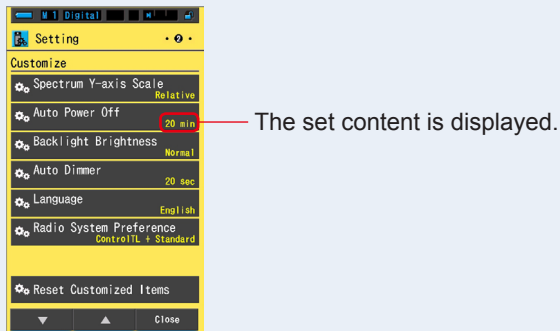 M 1 Digital H
Setting ・❷・
Customize
Spectrum Y-axis Scale
Relative
Auto Power Off
20 min
The set content is displayed.
Backlight Brightness
Normal
Auto Dimmer
20 sec
Language
English
Radio System Preference
ControlTL + Standard
Reset Customized Items
▼ ▲ Close